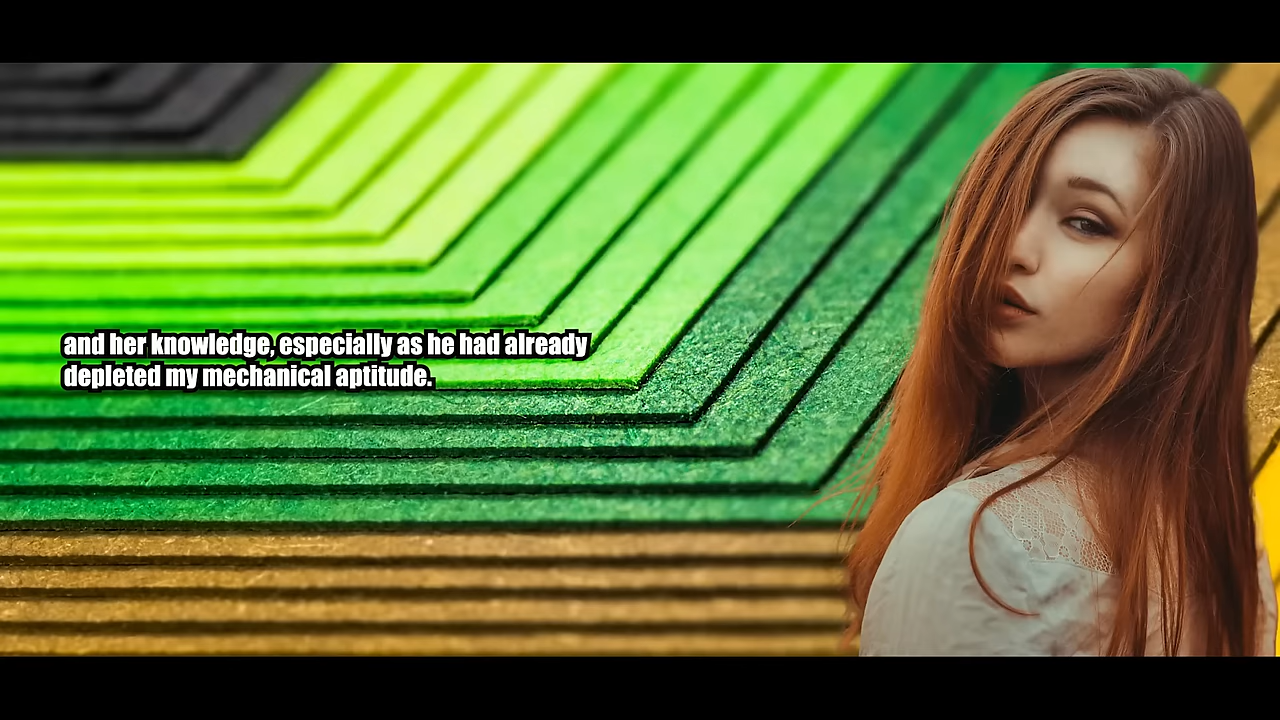 and her knowledge, especially as he had already
depleted my mechanical aptitude.